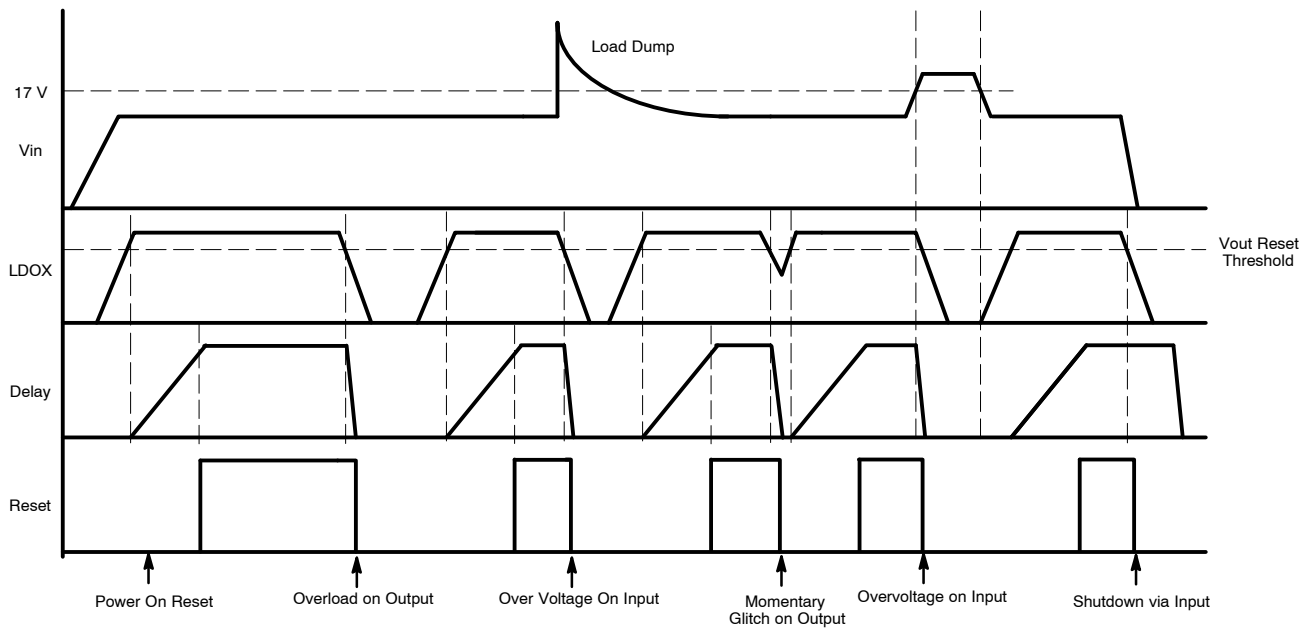 Load Dump
17 V
Vin
Vout Reset
Threshold
LDOX
Delay
Reset
Power On Reset
Overload on Output
Over Voltage On Input
Momentary
Glitch on Output
Overvoltage on Input
Shutdown via Input